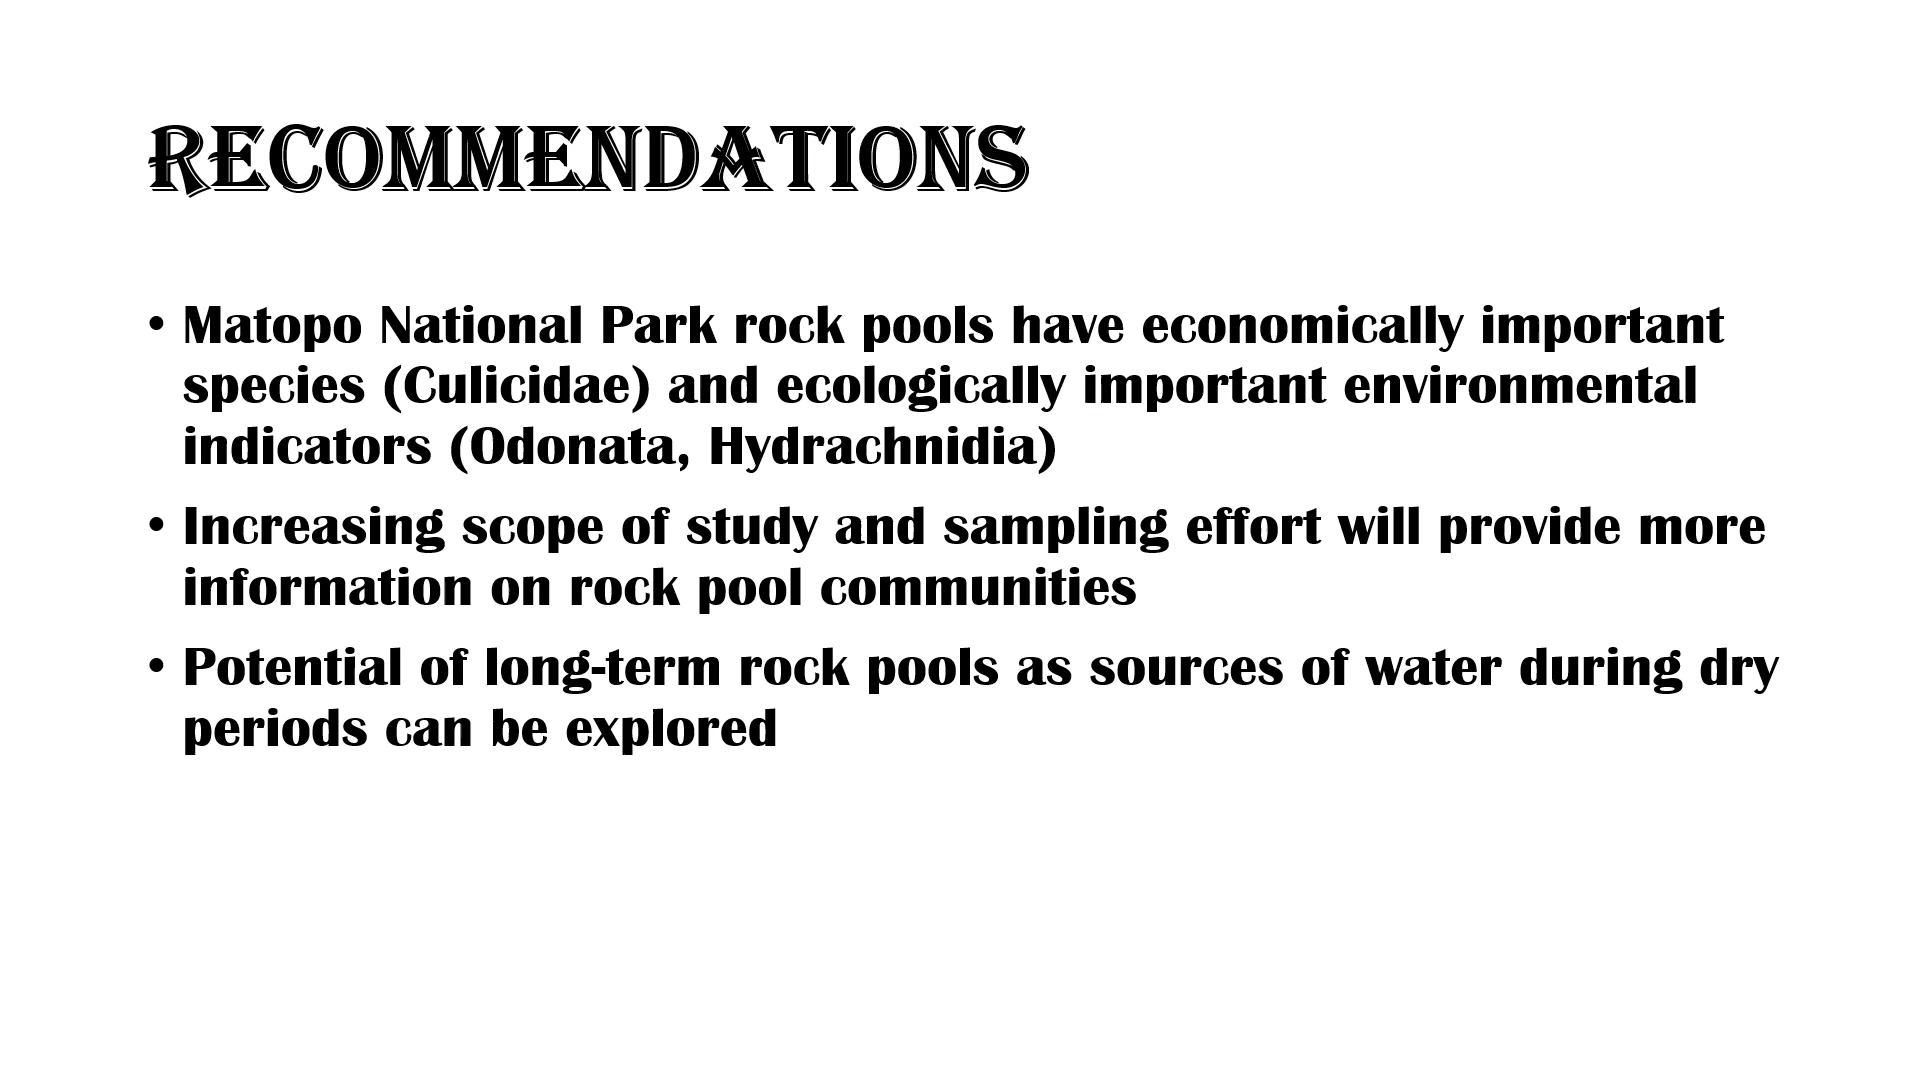 RECOMMENDATIONS
• Matopo National Park rock pools have economically important
species (Culicidae) and ecologically important environmental
indicators (Odonata, Hydrachnidia)
• Increasing scope of study and sampling effort will provide more
information on rock pool communities
• Potential of long-term rock pools as sources of water during dry
periods can be explored